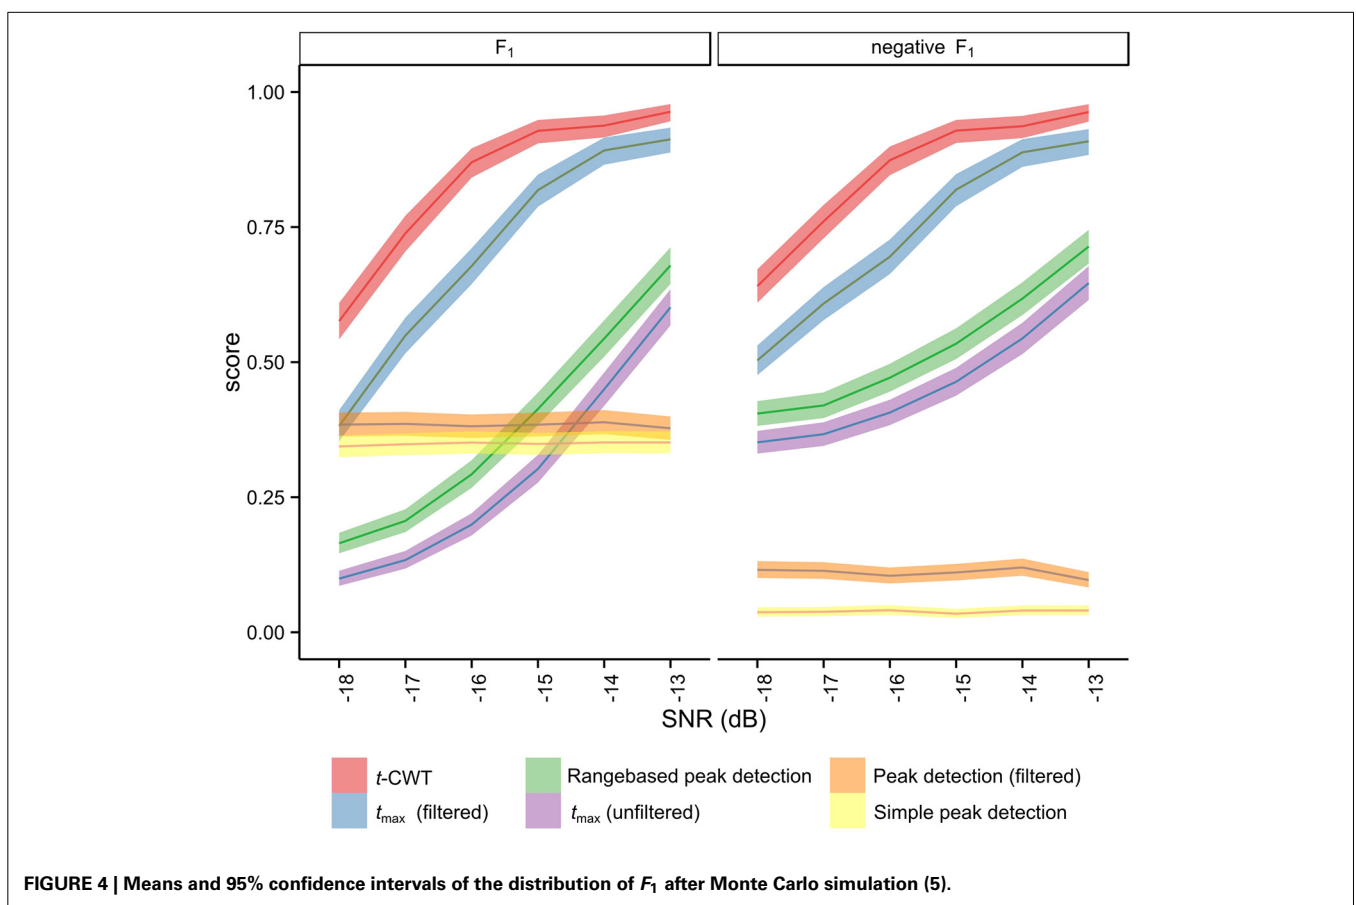 F1
negative F1
score
1.00
0.75
0.50
0.25
0.00
-18
-17
-16
-15
-14
-13
-18
-17
-16
-15
-14
-13
SNR (dB)
t-CWT
Rangebased peak detection
Peak detection (filtered)
tmax (filtered)
tmax (unfiltered)
Simple peak detection
FIGURE 4 | Means and 95% confidence intervals of the distribution of F1 after Monte Carlo simulation (5).